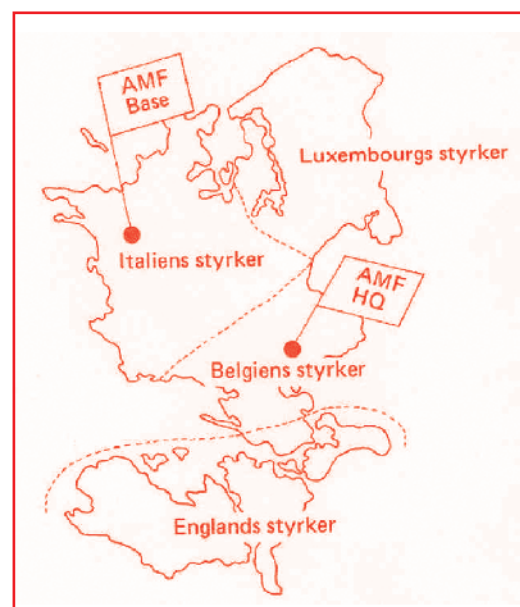 AMF
Base
Luxembourgs styrker
Italiens styrker
AMF
HQ
Belgiens styrker
Englands styrker